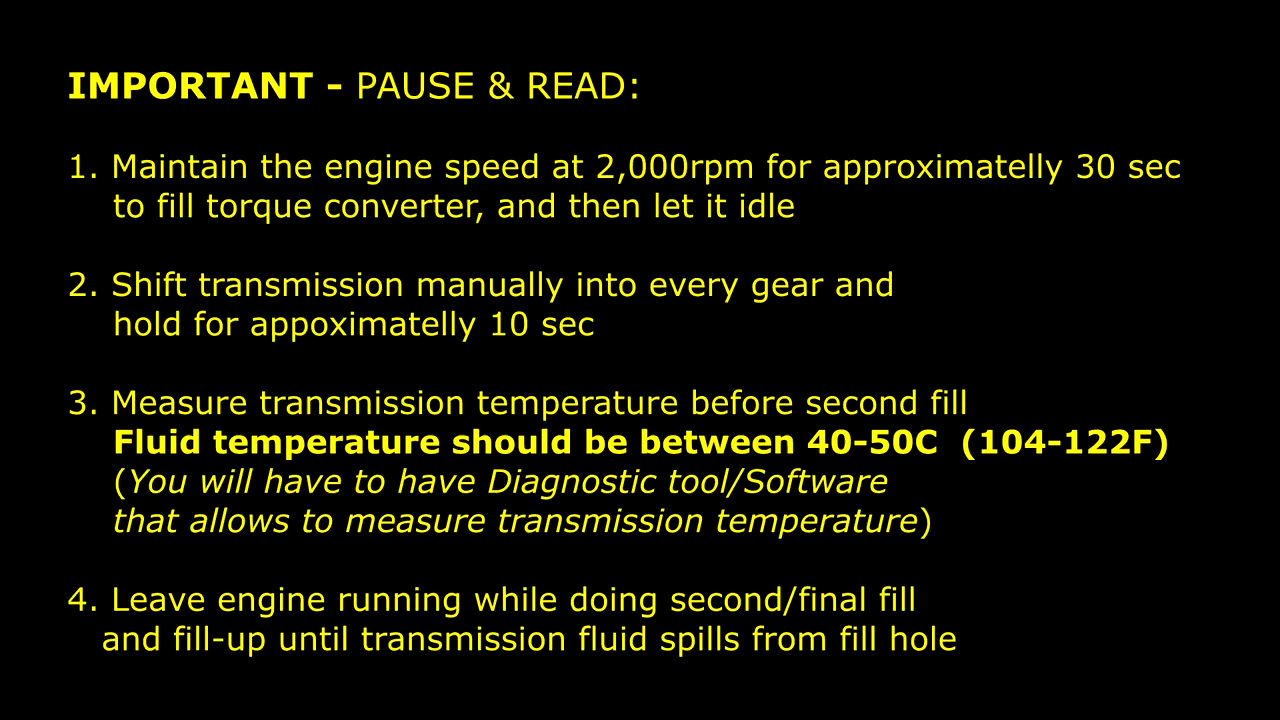 IMPORTANT - PAUSE & READ:
1. Maintain the engine speed at 2,000rpm for approximatelly 30 sec
to fill torque converter, and then let it idle
2. Shift transmission manually into every gear and
hold for appoximatelly 10 sec
3. Measure transmission temperature before second fill
Fluid temperature should be between 40-50C (104-122F)
(You will have to have Diagnostic tool/Software
that allows to measure transmission temperature)
4. Leave engine running while doing second/final fill
and fill-up until transmission fluid spills from fill hole